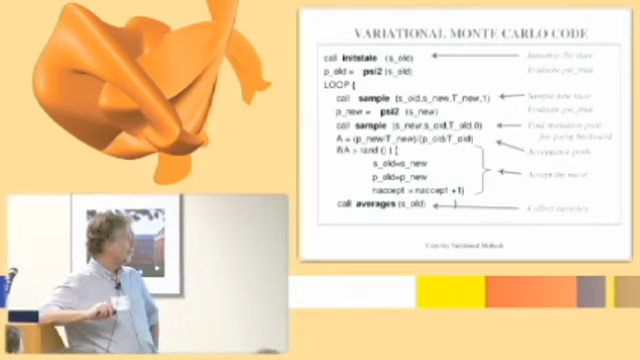 VARIATIONAL MONTE CARLO CODE
call initstate (s_old)
p_old = psi2 (s_old)
LOOP {
call sample (s_old,s_new,T_new,1)
p_new = psi2 (s_new)
call sample (s_new,s_old,T_old,0)
A = (p_new/T_new)/(p_old/T_old)
if(A > rand () ) {
s_old=s_new
p_old=p_new
naccept = naccept +1}
call averages (s_old) }
Initialize the state
Evaluate psi_trial
Sample new state
Evaluate psi_trial
Find transition prob. for going backward
Acceptance prob.
Accept the move
Collect statistics
Variational Methods